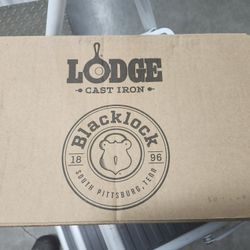 LODGE
CAST IRON
Blacklock
18 96
SOUTH PITTSBURG, TENN